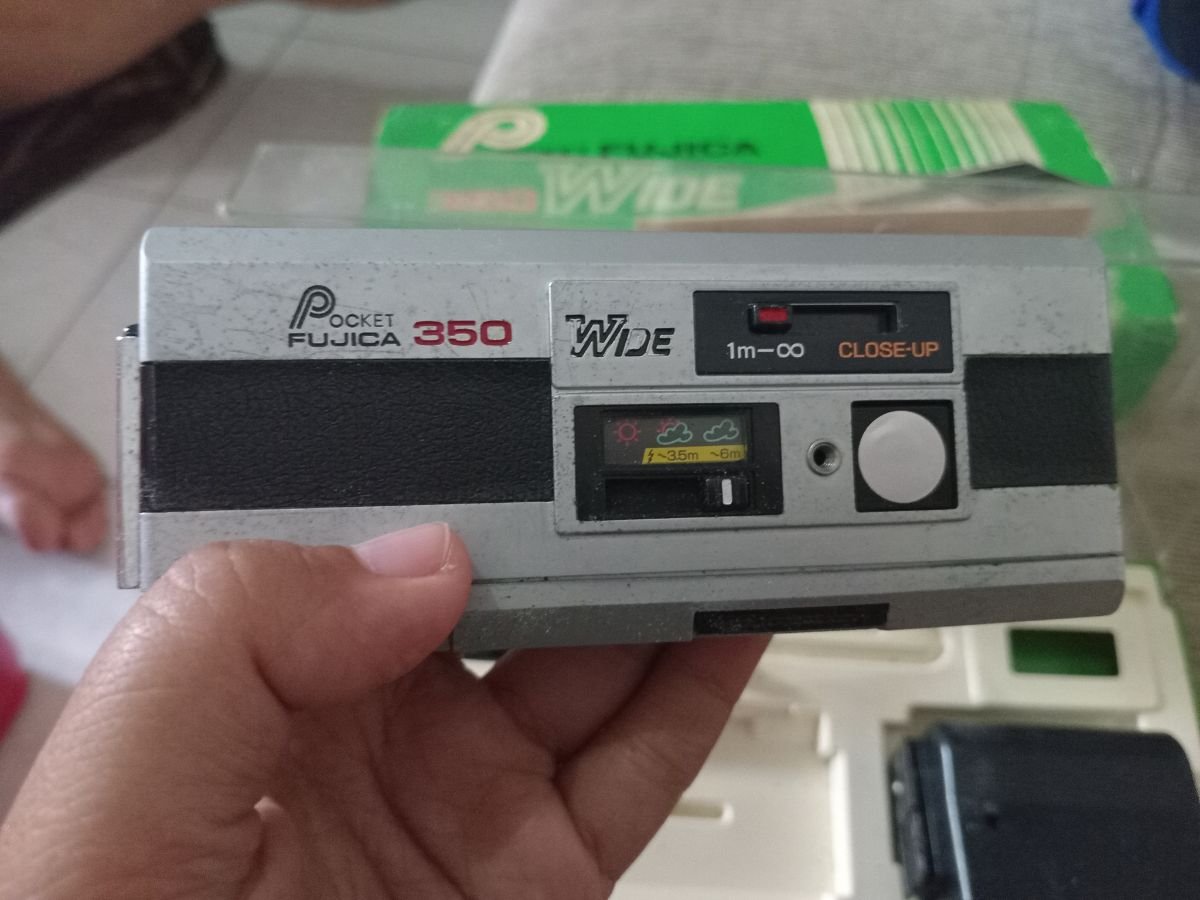 FUJICA
WIDE
POCKET
FUJICA 350
WIDE
1m–∞ CLOSE-UP
~3.5m ~6m